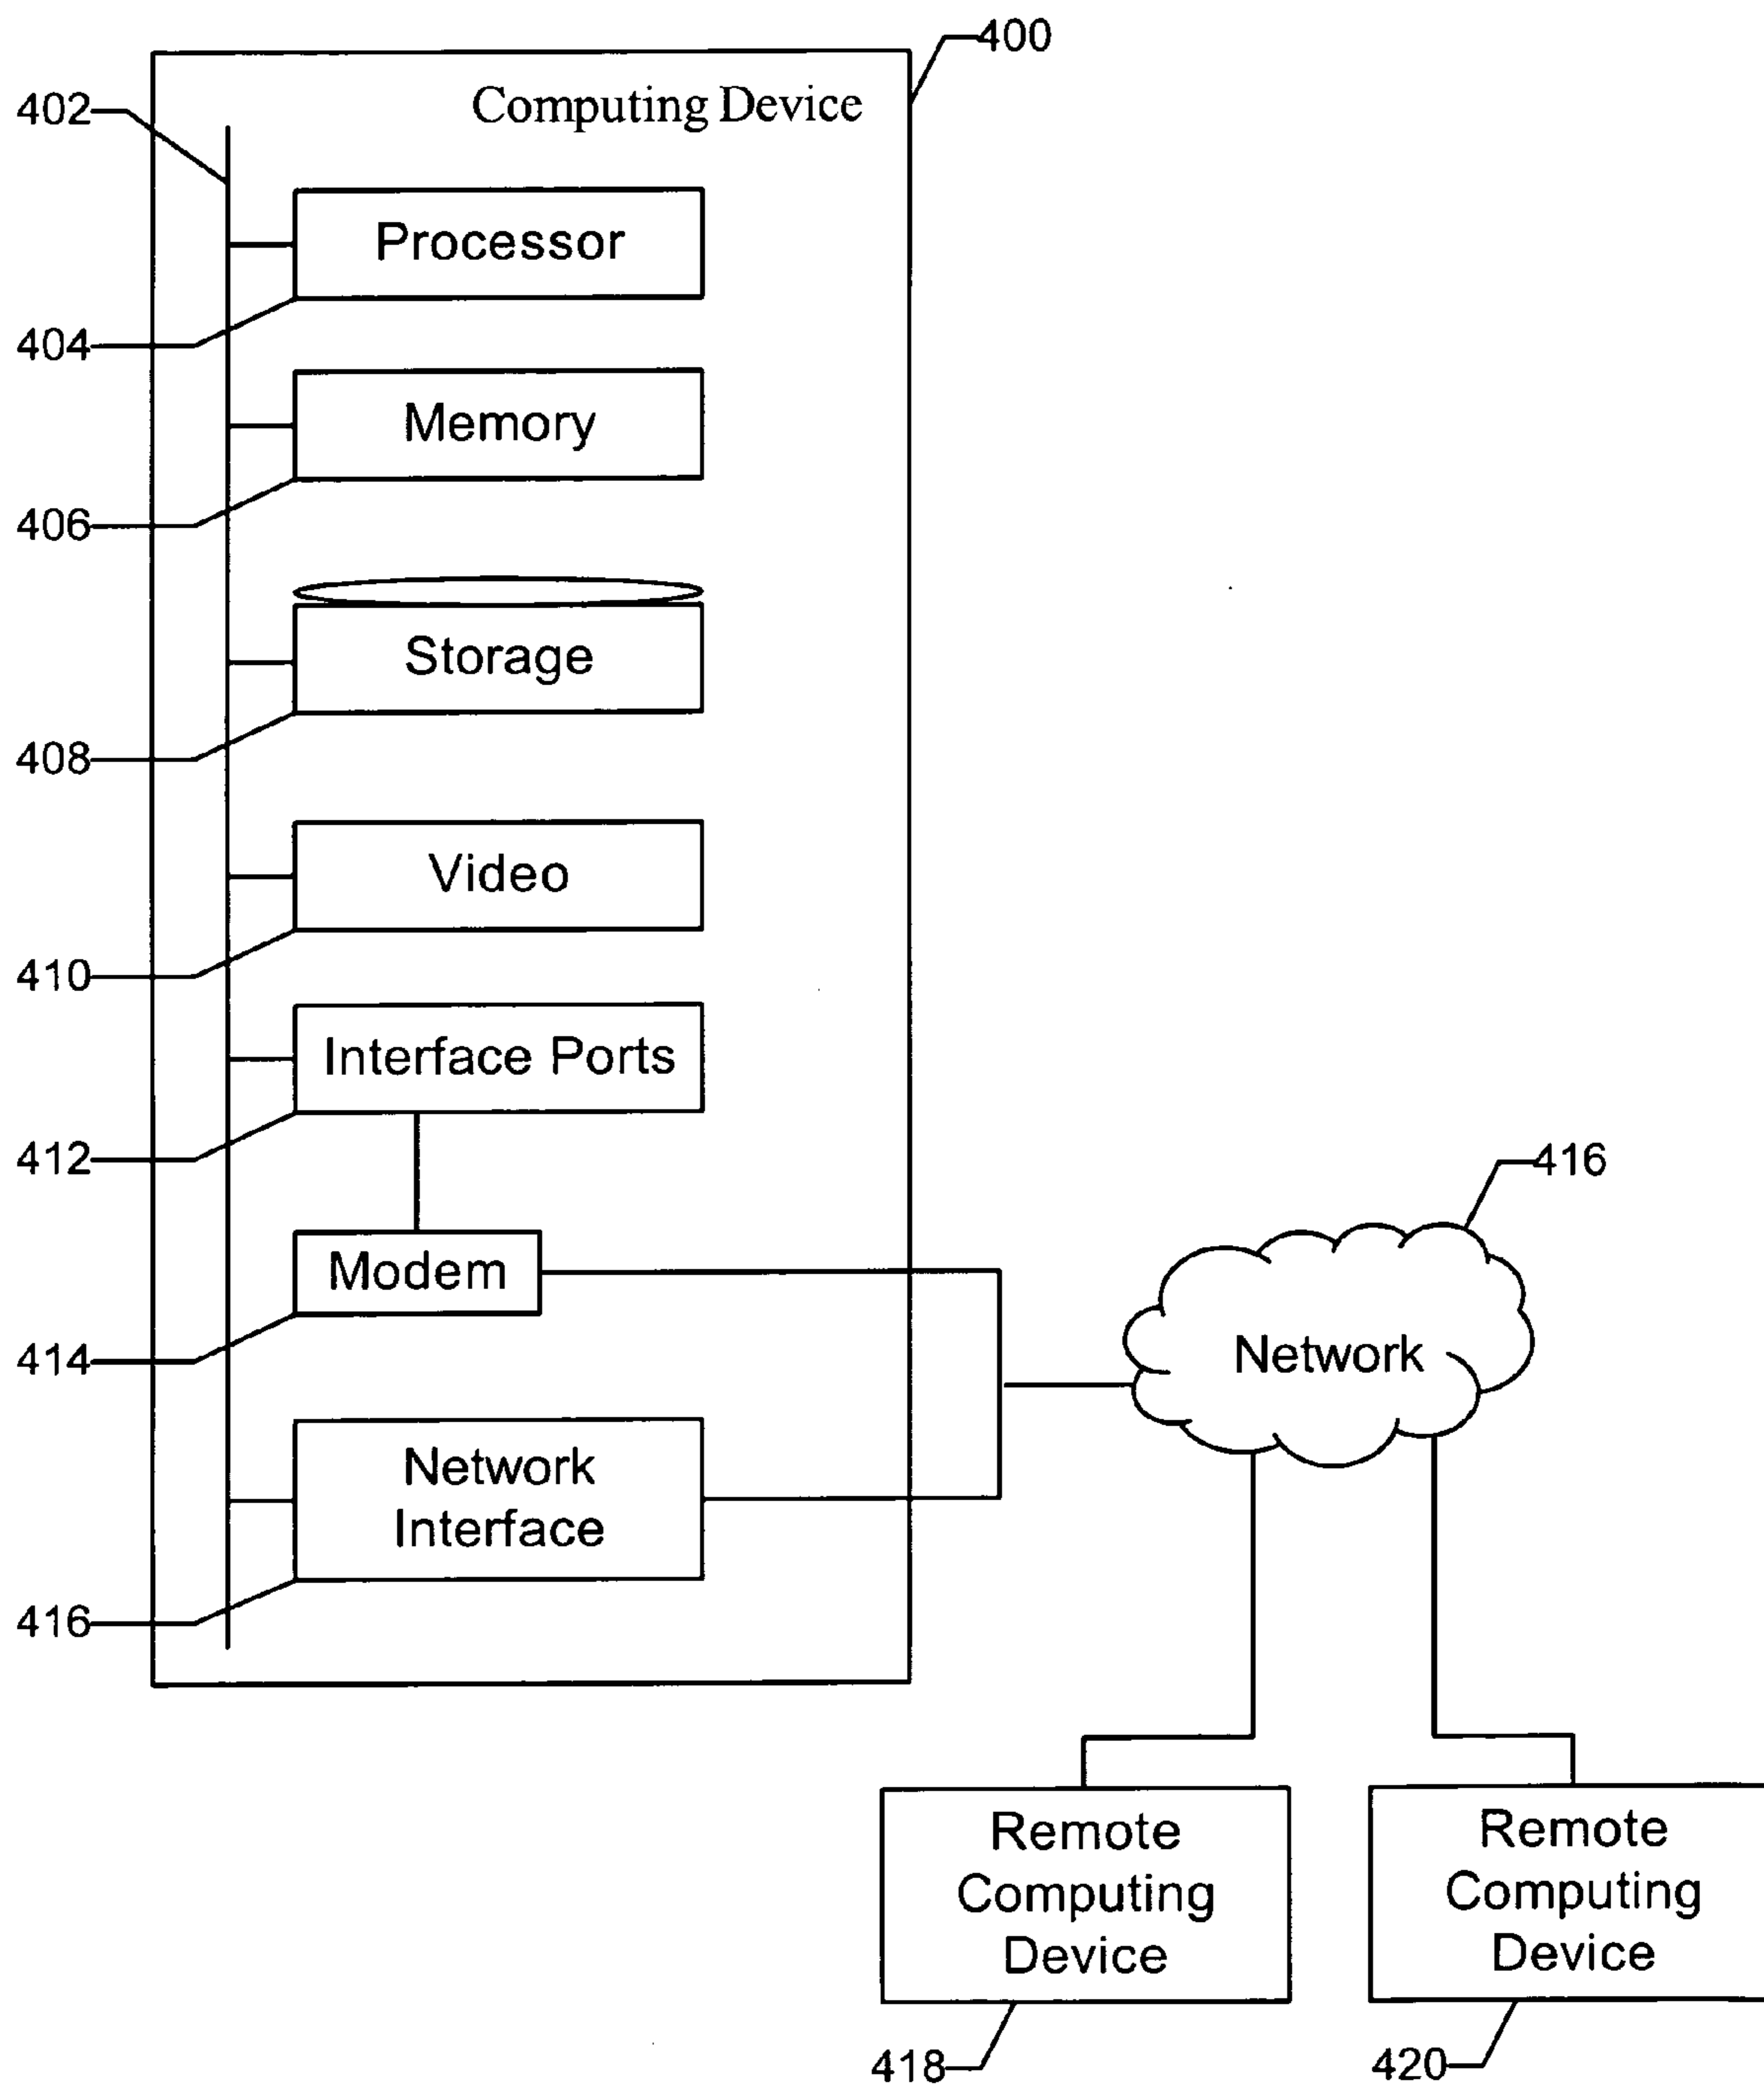 400
Computing Device
402
Processor
404
Memory
406
Storage
408
Video
410
Interface Ports
412
416
Modem
Network
414
Network
Interface
416
Remote
Computing
Device
Remote
Computing
Device
418
420